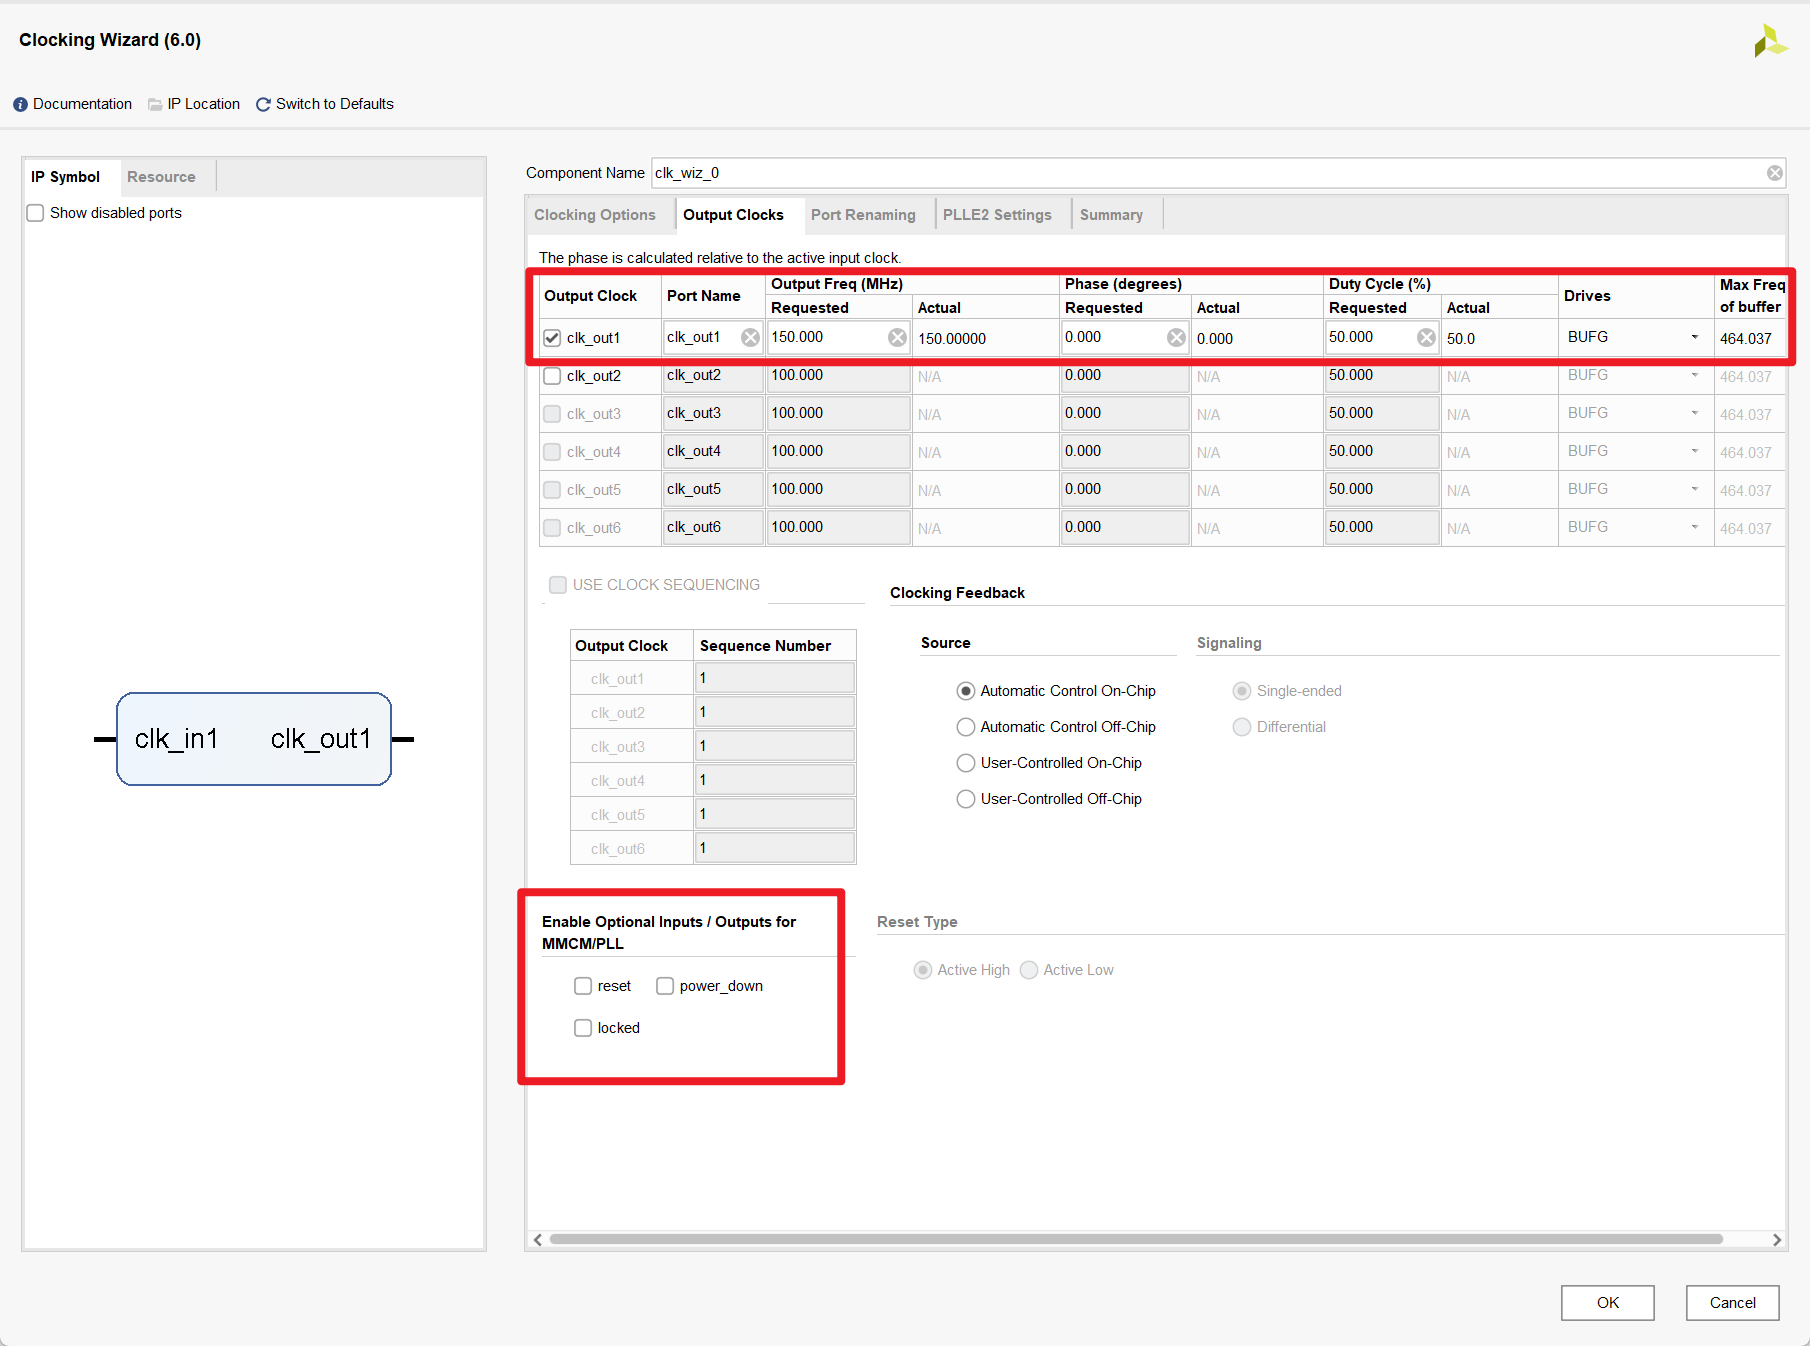 Clocking Wizard (6.0)
Documentation IP Location Switch to Defaults
IP Symbol Resource
Show disabled ports
clk_in1 clk_out1
Component Name clk_wiz_0
Clocking Options Output Clocks Port Renaming PLLE2 Settings Summary
The phase is calculated relative to the active input clock.
Output Clock Port Name Output Freq (MHz) Phase (degrees) Duty Cycle (%) Drives Max Freq
of buffer
Requested Actual Requested Actual Requested Actual
clk_out1 clk_out1 150.000 150.00000 0.000 0.000 50.000 50.0 BUFG 464.037
clk_out2 clk_out2 100.000 N/A 0.000 N/A 50.000 N/A BUFG 464.037
clk_out3 clk_out3 100.000 N/A 0.000 N/A 50.000 N/A BUFG 464.037
clk_out4 clk_out4 100.000 N/A 0.000 N/A 50.000 N/A BUFG 464.037
clk_out5 clk_out5 100.000 N/A 0.000 N/A 50.000 N/A BUFG 464.037
clk_out6 clk_out6 100.000 N/A 0.000 N/A 50.000 N/A BUFG 464.037
USE CLOCK SEQUENCING
Output Clock Sequence Number
clk_out1 1
clk_out2 1
clk_out3 1
clk_out4 1
clk_out5 1
clk_out6 1
Clocking Feedback
Source Signaling
Automatic Control On-Chip Single-ended
Automatic Control Off-Chip Differential
User-Controlled On-Chip
User-Controlled Off-Chip
Enable Optional Inputs / Outputs for
MMCM/PLL
reset power_down
locked
Reset Type
Active High Active Low
OK Cancel